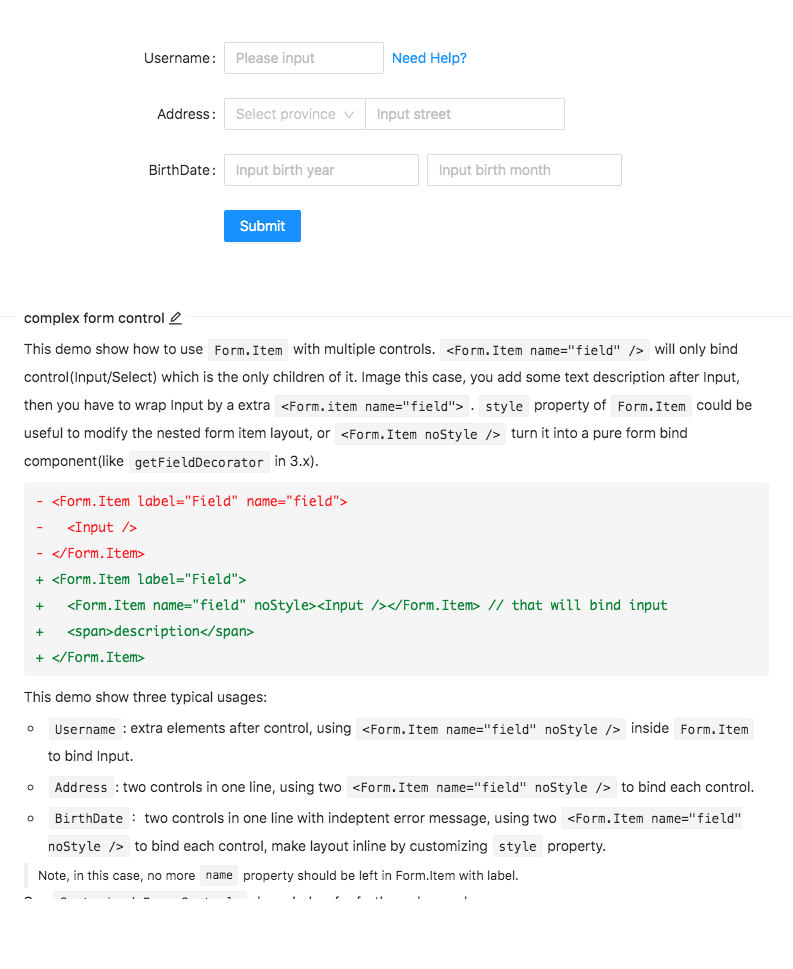 Username: Please input Need Help?
Address: Select province Input street
BirthDate: Input birth year Input birth month
Submit
complex form control
This demo show how to use Form.Item with multiple controls. <Form.Item name="field" /> will only bind
control(Input/Select) which is the only children of it. Image this case, you add some text description after Input,
then you have to wrap Input by a extra <Form.item name="field">. style property of Form.Item could be
useful to modify the nested form item layout, or <Form.Item noStyle /> turn it into a pure form bind
component(like getFieldDecorator in 3.x).
- <Form.Item label="Field" name="field">
-   <Input />
- </Form.Item>
+ <Form.Item label="Field">
+   <Form.Item name="field" noStyle><Input /></Form.Item> // that will bind input
+   <span>description</span>
+ </Form.Item>
This demo show three typical usages:
Username: extra elements after control, using <Form.Item name="field" noStyle /> inside Form.Item
to bind Input.
Address: two controls in one line, using two <Form.Item name="field" noStyle /> to bind each control.
BirthDate： two controls in one line with indeptent error message, using two <Form.Item name="field"
noStyle /> to bind each control, make layout inline by customizing style property.
Note, in this case, no more name property should be left in Form.Item with label.